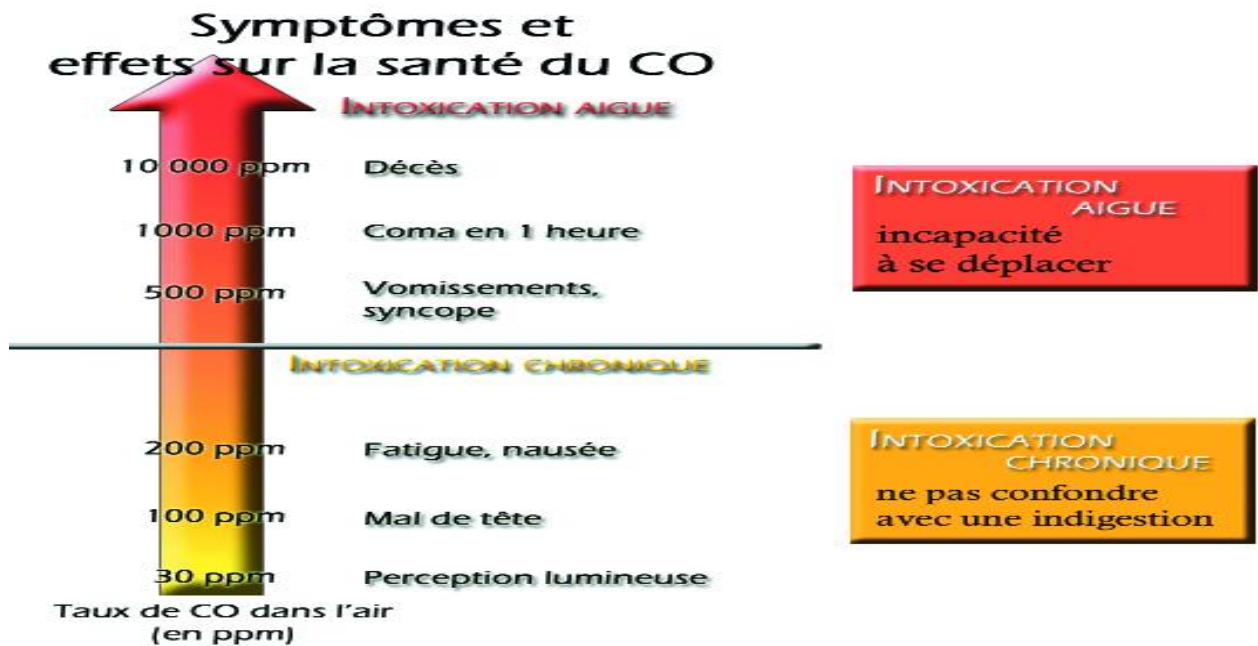 Symptômes et
effets sur la santé du CO
INTOXICATION AIGUE
10 000 ppm Décès
1000 ppm Coma en 1 heure
500 ppm Vomissements,
syncope
INTOXICATION CHRONIQUE
200 ppm Fatigue, nausée
100 ppm Mal de tête
30 ppm Perception lumineuse
Taux de CO dans l'air
(en ppm)
INTOXICATION
AIGUE
incapacité
à se déplacer
INTOXICATION
CHRONIQUE
ne pas confondre
avec une indigestion